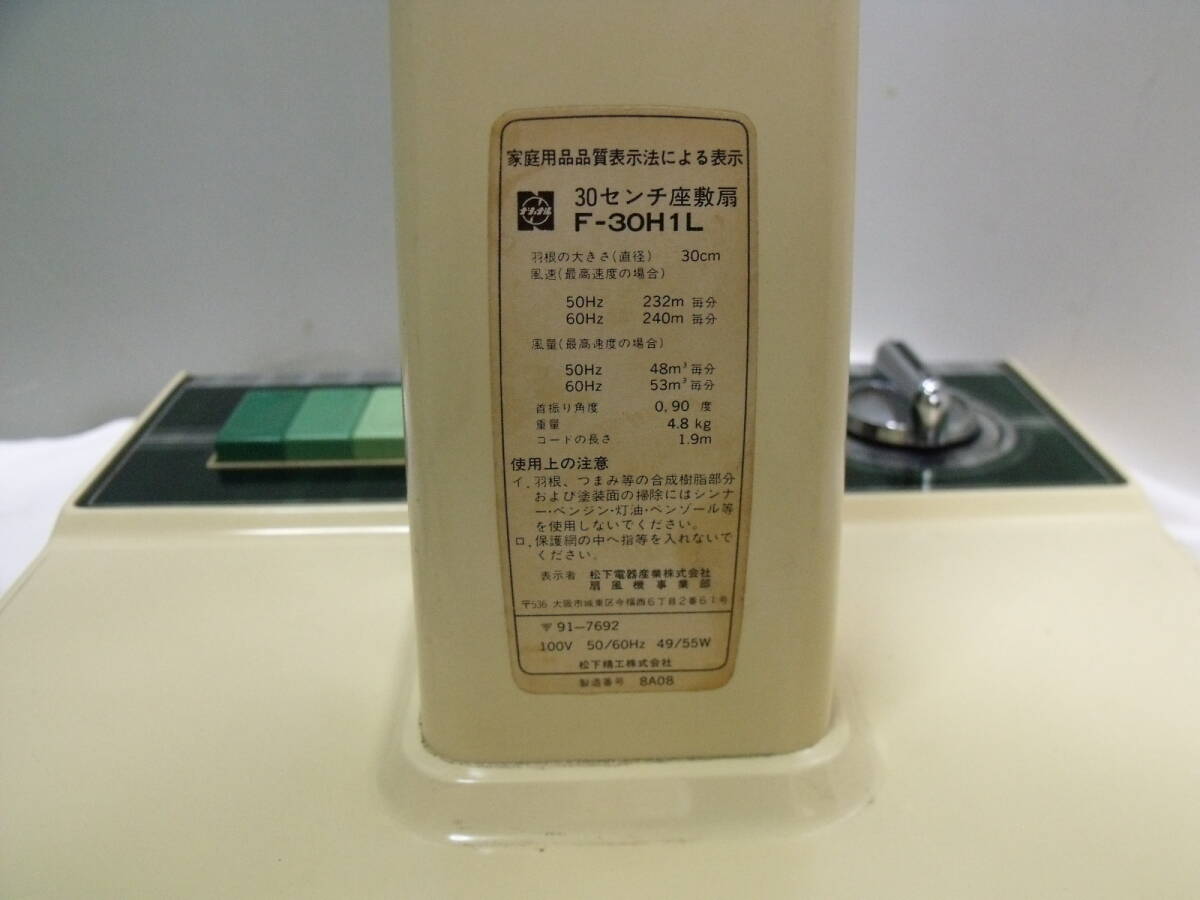 家庭用品品質表示法による表示
ナショナル
30センチ座敷扇
F-30H1L
羽根の大きさ(直径) 30cm
風速(最高速度の場合)
50Hz 232m 毎分
60Hz 240m 毎分
風量(最高速度の場合)
50Hz 48m³ 毎分
60Hz 53m³ 毎分
首振り角度 0,90 度
重量 4.8 kg
コードの長さ 1.9m
使用上の注意
イ.羽根、つまみ等の合成樹脂部分
および塗装面の掃除にはシンナ
ー・ベンジン・灯油・ベンゾール等
を使用しないでください。
ロ.保護網の中へ指等を入れないで
ください。
表示者 松下電器産業株式会社
扇風機事業部
〒536 大阪市城東区今福西6丁目2番61号
〒91-7692
100V 50/60Hz 49/55W
松下精工株式会社
製造番号 8A08